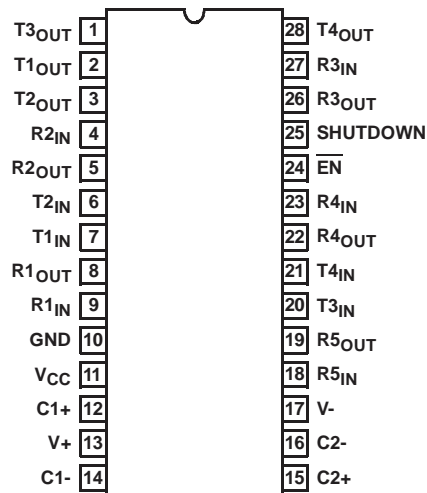 T3OUT 1
T1OUT 2
T2OUT 3
R2IN 4
R2OUT 5
T2IN 6
T1IN 7
R1OUT 8
R1IN 9
GND 10
VCC 11
C1+ 12
V+ 13
C1- 14
28 T4OUT
27 R3IN
26 R3OUT
25 SHUTDOWN
24 EN
23 R4IN
22 R4OUT
21 T4IN
20 T3IN
19 R5OUT
18 R5IN
17 V-
16 C2-
15 C2+